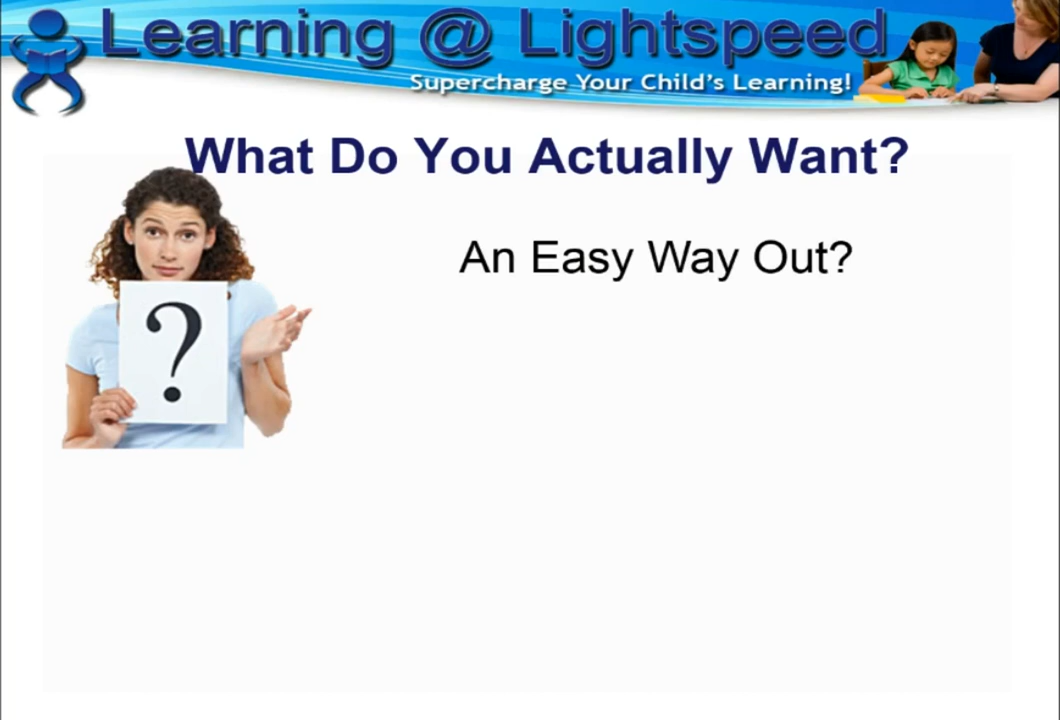 Learning @ Lightspeed
Supercharge Your Child's Learning!
What Do You Actually Want?
An Easy Way Out?
?